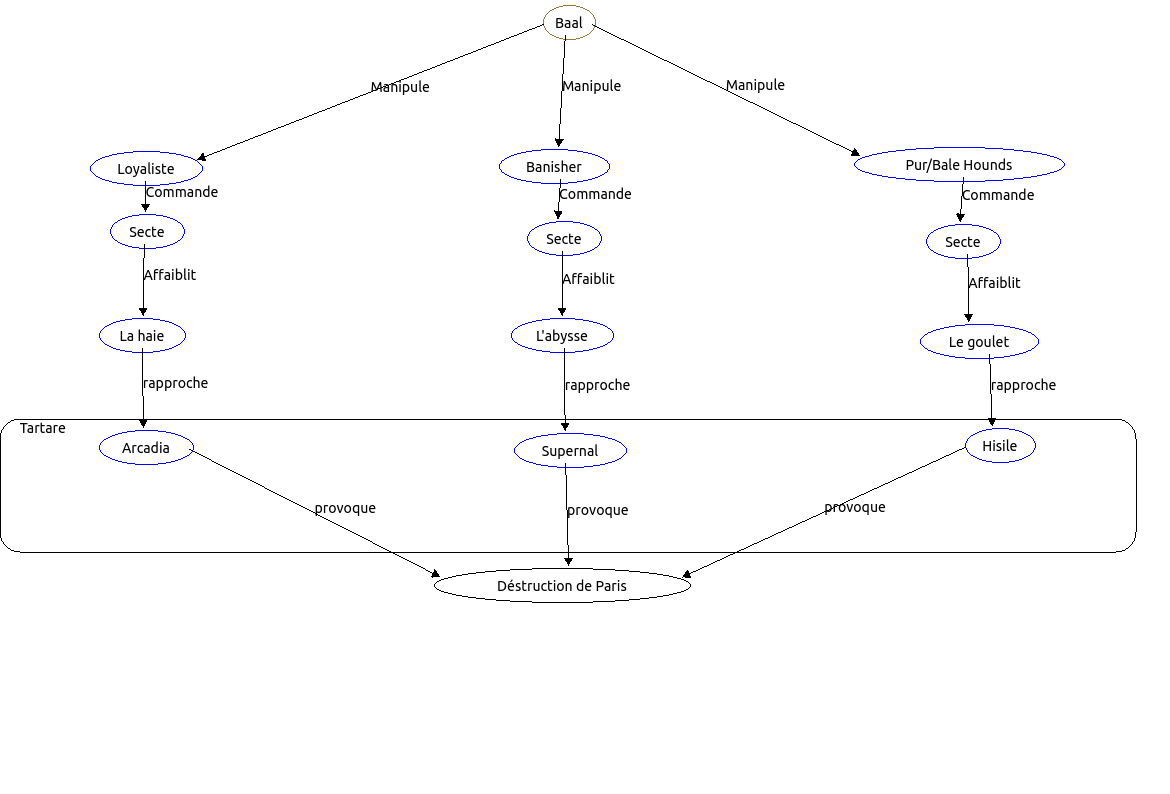 Baal
Manipule
Manipule
Manipule
Loyaliste
Banisher
Pur/Bale Hounds
Commande
Commande
Commande
Secte
Secte
Secte
Affaiblit
Affaiblit
Affaiblit
La haie
L'abysse
Le goulet
rapproche
rapproche
rapproche
Tartare
Arcadia
Supernal
Hisile
provoque
provoque
provoque
Déstruction de Paris